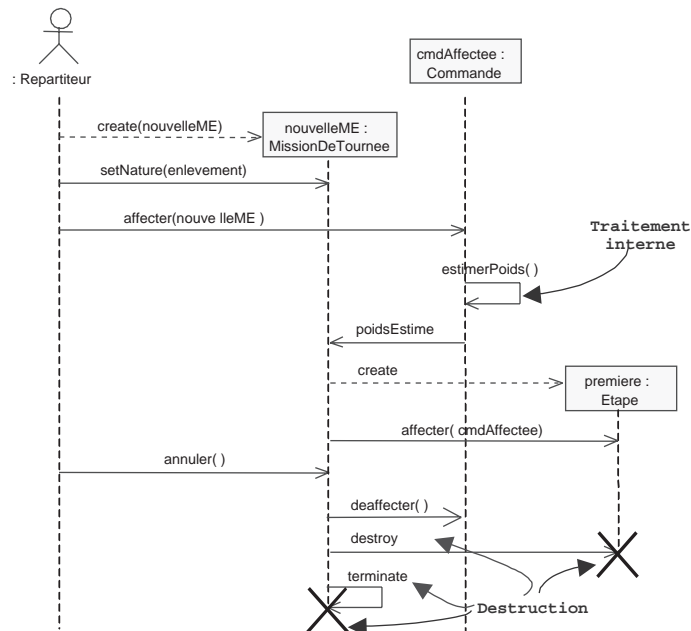 cmdAffectee :
Commande
: Repartiteur
create(nouvelleME)
nouvelleME :
MissionDeTournee
setNature(enlevement)
affecter(nouve lleME )
Traitement
interne
estimerPoids( )
poidsEstime
create
premiere :
Etape
affecter( cmdAffectee)
annuler( )
deaffecter( )
destroy
terminate
Destruction